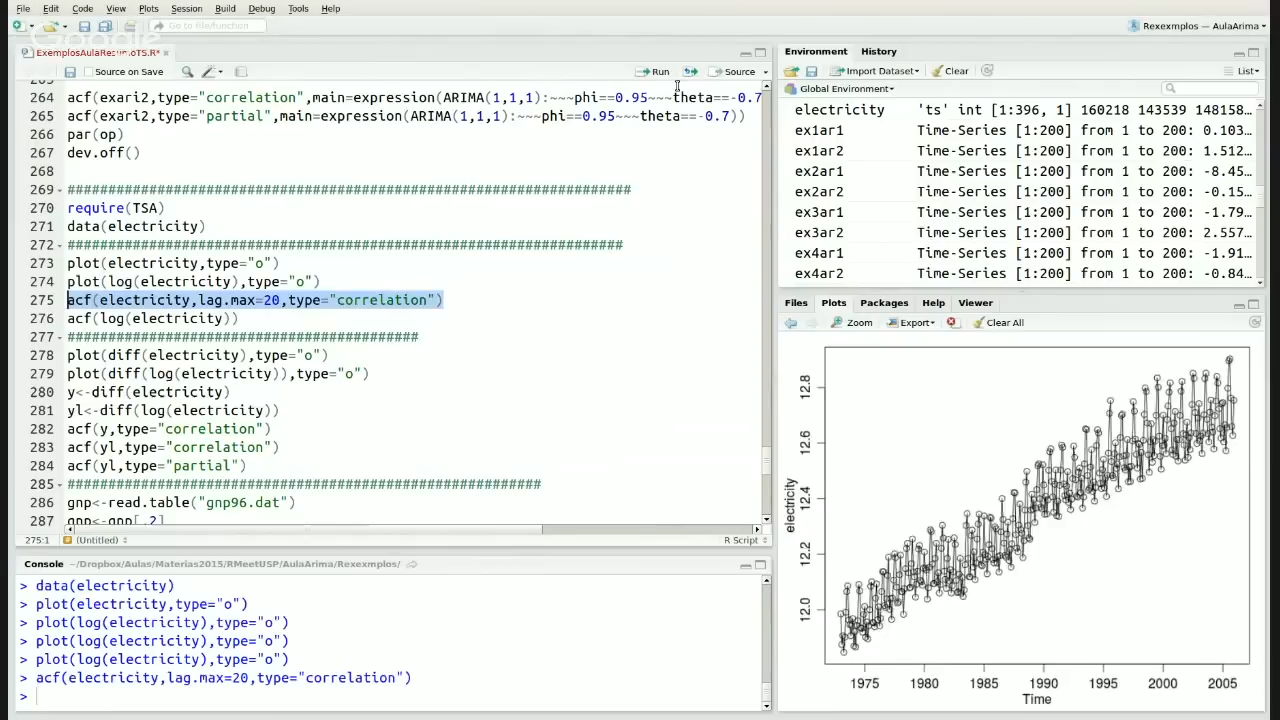 File Edit Code View Plots Session Build Debug Tools Help
Go to file/function
Rexexmplos — AulaArima
ExemplosAulaResumoTS.R*
Source on Save
Run
Source
264 acf(exari2,type="correlation",main=expression(ARIMA(1,1,1):~~~phi==0.95~~~theta==-0.7
265 acf(exari2,type="partial",main=expression(ARIMA(1,1,1):~~~phi==0.95~~~theta==-0.7))
266 par(op)
267 dev.off()
268
269 #####################################################################
270 require(TSA)
271 data(electricity)
272 ####################################################################
273 plot(electricity,type="o")
274 plot(log(electricity),type="o")
275 acf(electricity,lag.max=20,type="correlation")
276 acf(log(electricity))
277 ###########################################
278 plot(diff(electricity),type="o")
279 plot(diff(log(electricity)),type="o")
280 y<-diff(electricity)
281 yl<-diff(log(electricity))
282 acf(y,type="correlation")
283 acf(yl,type="correlation")
284 acf(yl,type="partial")
285 ##########################################################
286 gnp<-read.table("gnp96.dat")
287 gnp<-gnp[,2]
275:1 (Untitled) R Script
Console ~/Dropbox/Aulas/Materias2015/RMeetUSP/AulaArima/Rexexmplos/
> data(electricity)
> plot(electricity,type="o")
> plot(log(electricity),type="o")
> plot(log(electricity),type="o")
> plot(log(electricity),type="o")
> acf(electricity,lag.max=20,type="correlation")
>
Environment History
Import Dataset Clear List
Global Environment
electricity 'ts' int [1:396, 1] 160218 143539 148158…
ex1ar1 Time-Series [1:200] from 1 to 200: 0.103…
ex1ar2 Time-Series [1:200] from 1 to 200: 1.512…
ex2ar1 Time-Series [1:200] from 1 to 200: -8.45…
ex2ar2 Time-Series [1:200] from 1 to 200: -0.15…
ex3ar1 Time-Series [1:200] from 1 to 200: -1.79…
ex3ar2 Time-Series [1:200] from 1 to 200: 2.557…
ex4ar1 Time-Series [1:200] from 1 to 200: -1.91…
ex4ar2 Time-Series [1:200] from 1 to 200: -0.84…
Files Plots Packages Help Viewer
Zoom Export Clear All
12.8
12.6
12.4
12.2
12.0
electricity
1975 1980 1985 1990 1995 2000 2005
Time